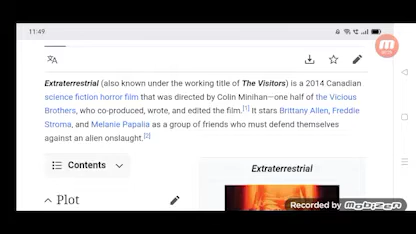 11:49
Extraterrestrial (also known under the working title of The Visitors) is a 2014 Canadian
science fiction horror film that was directed by Colin Minihan—one half of the Vicious
Brothers, who co-produced, wrote, and edited the film.[1] It stars Brittany Allen, Freddie
Stroma, and Melanie Papalia as a group of friends who must defend themselves
against an alien onslaught.[2]
Contents
Extraterrestrial
Plot
Recorded by Mobizen